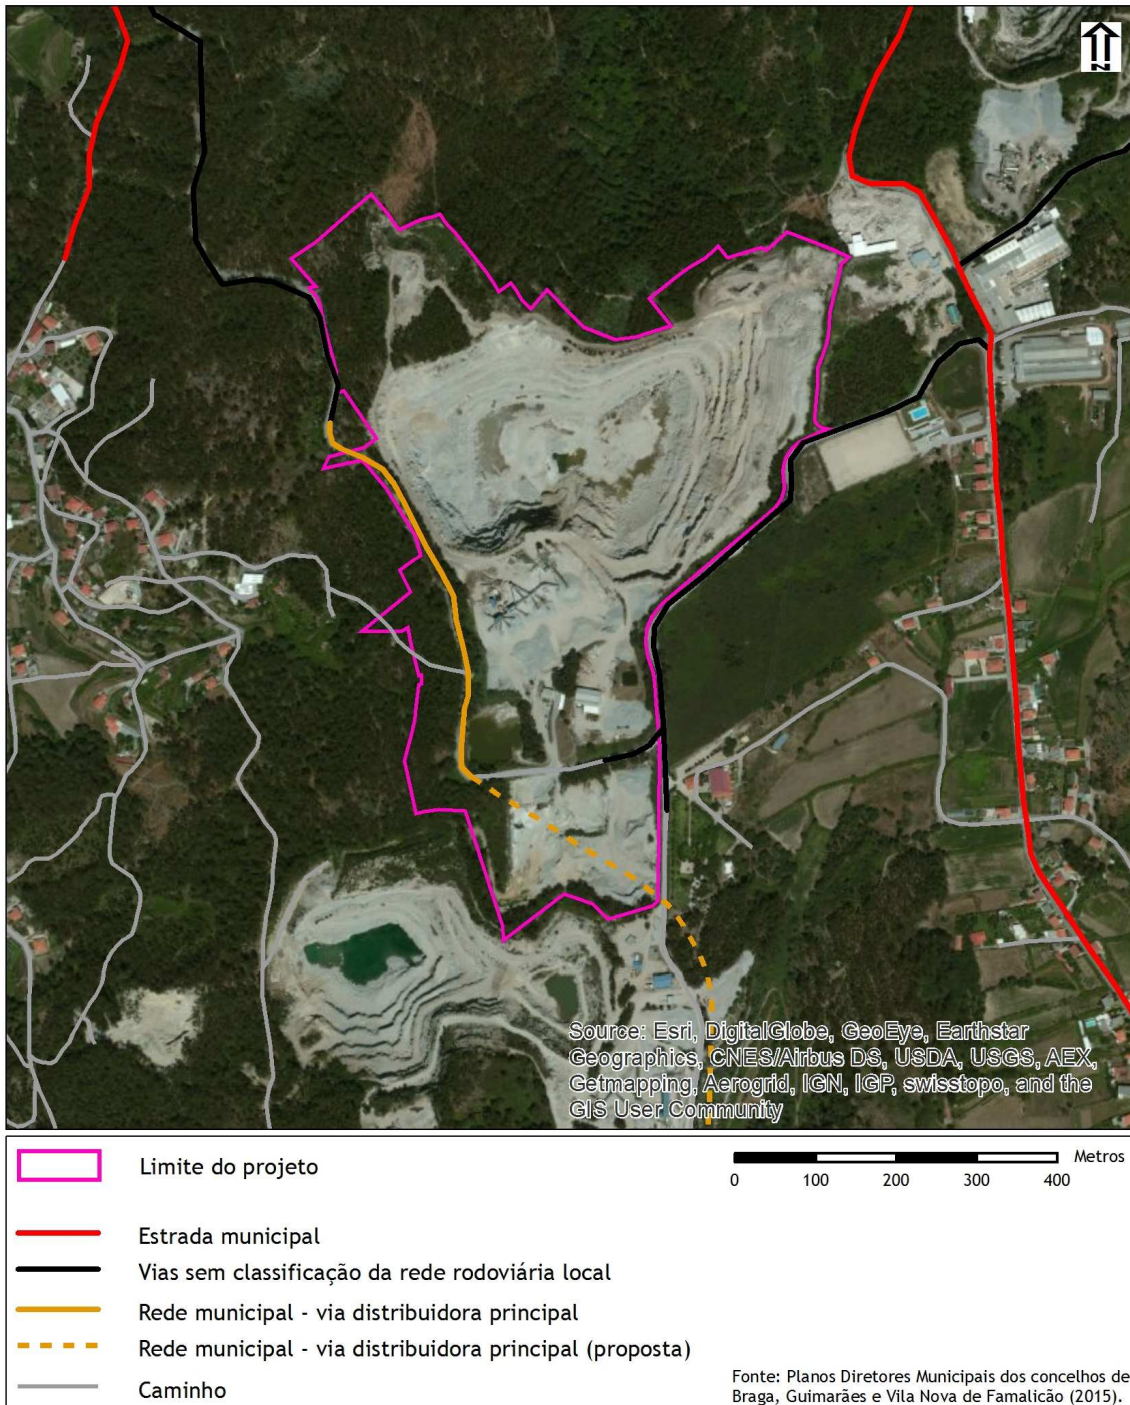 N
Source: Esri, DigitalGlobe, GeoEye, Earthstar
Geographics, CNES/Airbus DS, USDA, USGS, AEX,
Getmapping, Aerogrid, IGN, IGP, swisstopo, and the
GIS User Community
Limite do projeto
Metros
0 100 200 300 400
Estrada municipal
Vias sem classificação da rede rodoviária local
Rede municipal - via distribuidora principal
Rede municipal - via distribuidora principal (proposta)
Caminho
Fonte: Planos Diretores Municipais dos concelhos de
Braga, Guimarães e Vila Nova de Famalicão (2015).